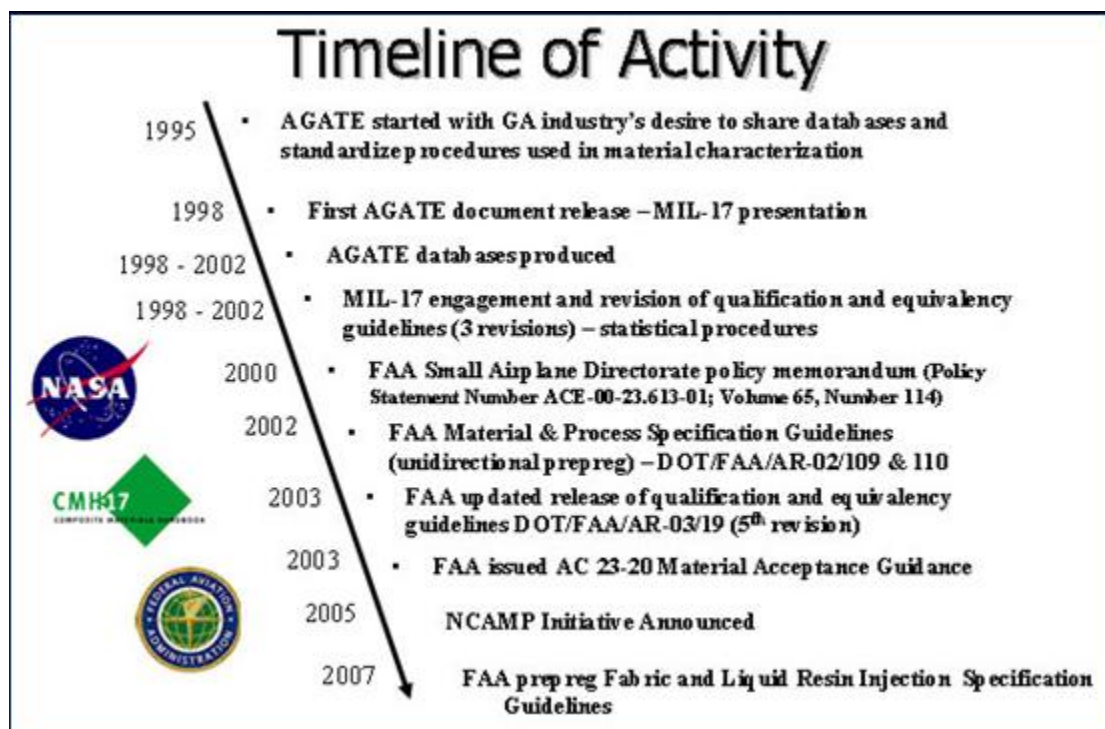 Timeline of Activity
1995
▪ AGATE started with GA industry's desire to share databases and
standardize procedures used in material characterization
1998
▪ First AGATE document release – MIL-17 presentation
1998 - 2002
▪ AGATE databases produced
1998 - 2002
▪ MIL-17 engagement and revision of qualification and equivalency
guidelines (3 revisions) – statistical procedures
NASA
2000
▪ FAA Small Airplane Directorate policy memorandum (Policy
Statement Number ACE-00-23.613-01; Volume 65, Number 114)
2002
▪ FAA Material & Process Specification Guidelines
(unidirectional prepreg) – DOT/FAA/AR-02/109 & 110
CMH-17
COMPOSITE MATERIALS HANDBOOK
2003
▪ FAA updated release of qualification and equivalency
guidelines DOT/FAA/AR-03/19 (5th revision)
2003
▪ FAA issued AC 23-20 Material Acceptance Guidance
FEDERAL AVIATION
ADMINISTRATION
2005
NCAMP Initiative Announced
2007
FAA prepreg Fabric and Liquid Resin Injection Specification
Guidelines